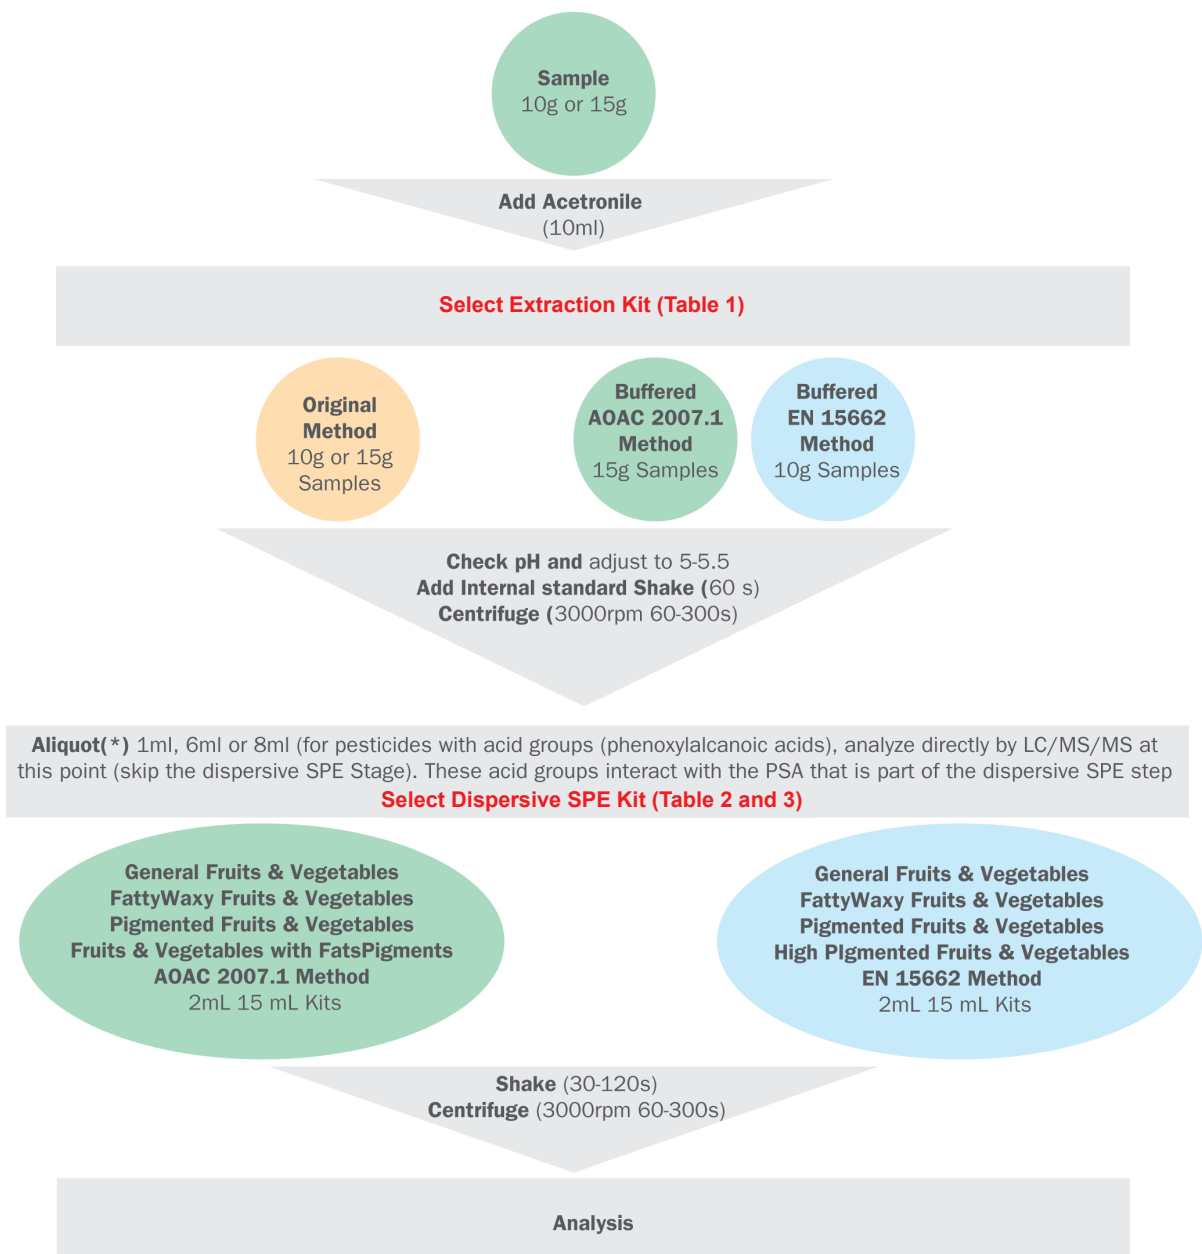 Sample
10g or 15g
Add Acetronile
(10ml)
Select Extraction Kit (Table 1)
Original
Method
10g or 15g
Samples
Buffered
AOAC 2007.1
Method
15g Samples
Buffered
EN 15662
Method
10g Samples
Check pH and adjust to 5-5.5
Add Internal standard Shake (60 s)
Centrifuge (3000rpm 60-300s)
Aliquot(*) 1ml, 6ml or 8ml (for pesticides with acid groups (phenoxylalcanoic acids), analyze directly by LC/MS/MS at
this point (skip the dispersive SPE Stage). These acid groups interact with the PSA that is part of the dispersive SPE step
Select Dispersive SPE Kit (Table 2 and 3)
General Fruits & Vegetables
FattyWaxy Fruits & Vegetables
Pigmented Fruits & Vegetables
Fruits & Vegetables with FatsPigments
AOAC 2007.1 Method
2mL 15 mL Kits
General Fruits & Vegetables
FattyWaxy Fruits & Vegetables
Pigmented Fruits & Vegetables
High PIgmented Fruits & Vegetables
EN 15662 Method
2mL 15 mL Kits
Shake (30-120s)
Centrifuge (3000rpm 60-300s)
Analysis